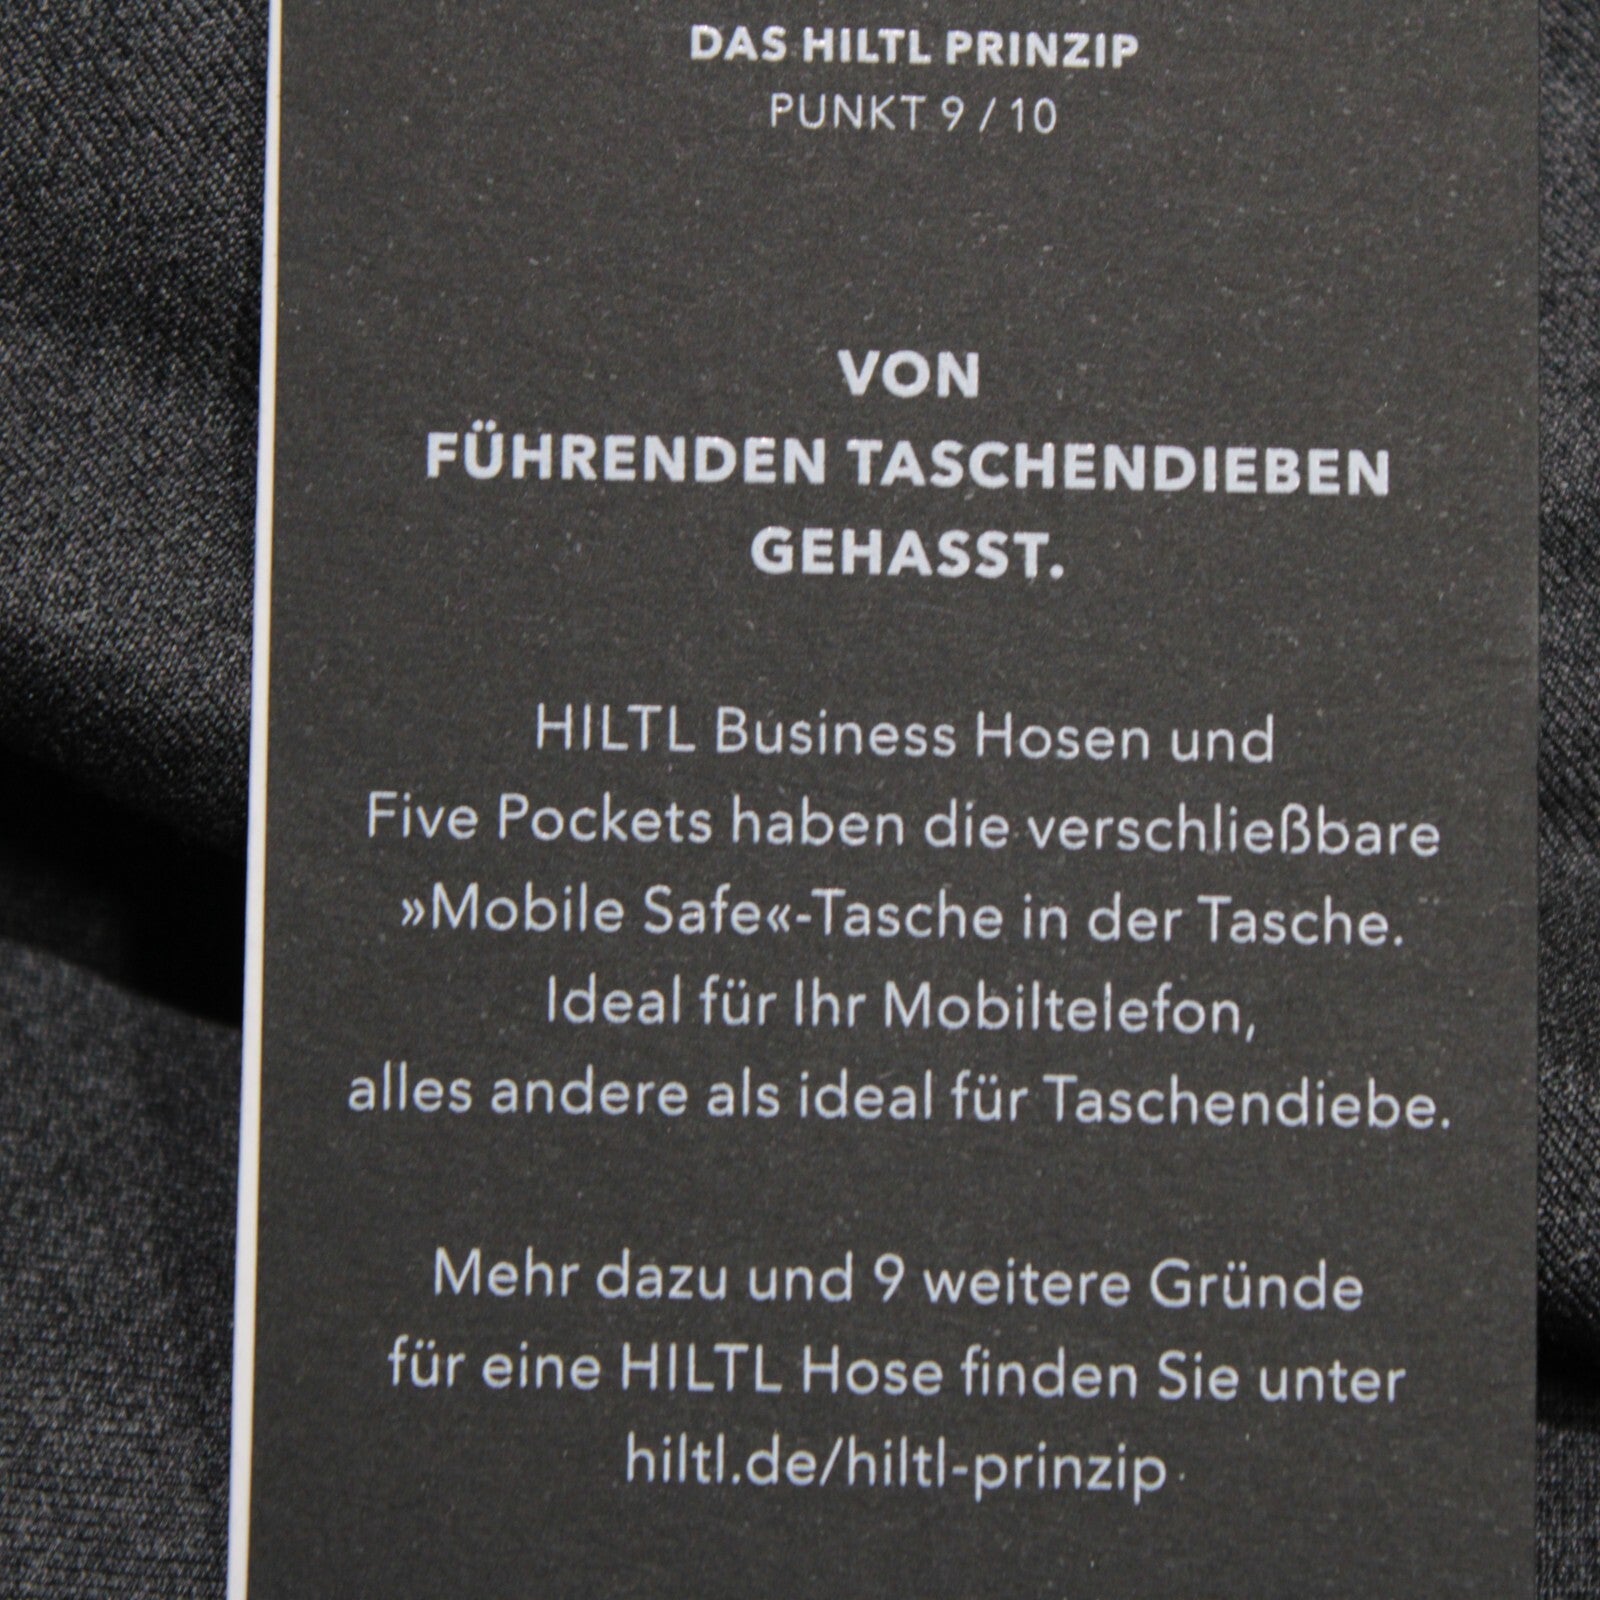 DAS HILTL PRINZIP
PUNKT 9 / 10
VON
FÜHRENDEN TASCHENDIEBEN
GEHASST.
HILTL Business Hosen und
Five Pockets haben die verschließbare
»Mobile Safe«-Tasche in der Tasche.
Ideal für Ihr Mobiltelefon,
alles andere als ideal für Taschendiebe.
Mehr dazu und 9 weitere Gründe
für eine HILTL Hose finden Sie unter
hiltl.de/hiltl-prinzip